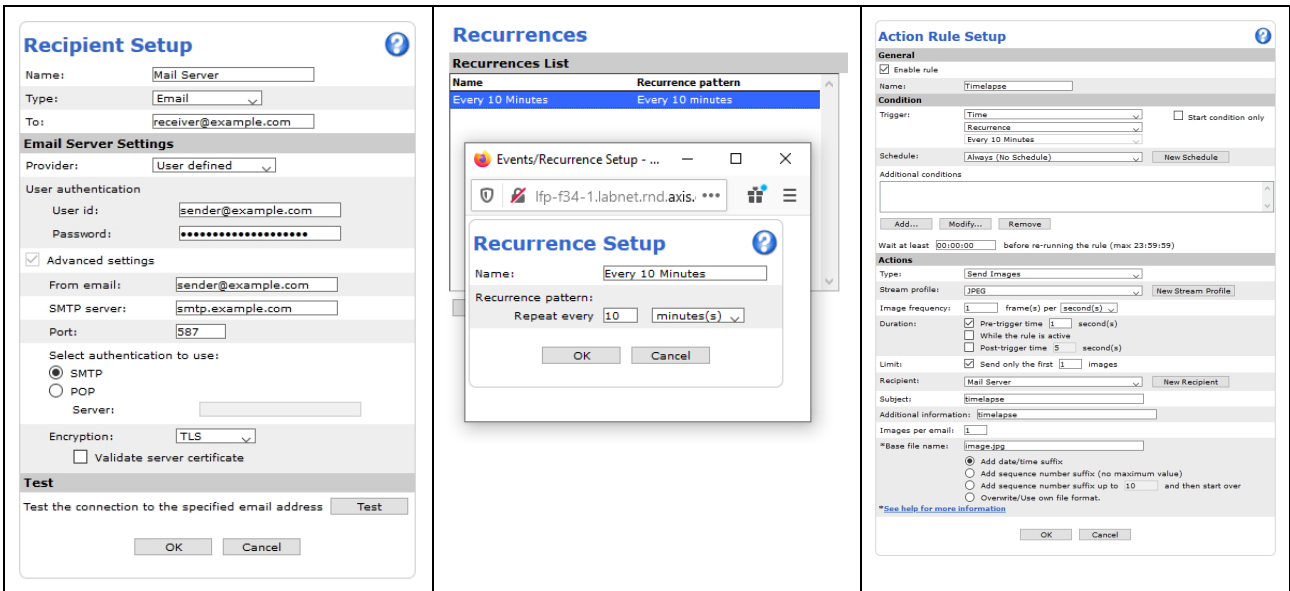 Recipient Setup
Name: Mail Server
Type: Email
To: receiver@example.com
Email Server Settings
Provider: User defined
User authentication
User id: sender@example.com
Password: ••••••••••••••••••••
Advanced settings
From email: sender@example.com
SMTP server: smtp.example.com
Port: 587
Select authentication to use:
SMTP
POP
Server:
Encryption: TLS
Validate server certificate
Test
Test the connection to the specified email address Test
OK Cancel
Recurrences
Recurrences List
Name Recurrence pattern
Every 10 Minutes Every 10 minutes
Events/Recurrence Setup - ...
lfp-f34-1.labnet.rnd.axis.
Recurrence Setup
Name: Every 10 Minutes
Recurrence pattern:
Repeat every 10 minutes(s)
OK Cancel
Action Rule Setup
General
Enable rule
Name: Timelapse
Condition
Trigger: Time Start condition only
Recurrence
Every 10 Minutes
Schedule: Always (No Schedule) New Schedule
Additional conditions
Add... Modify... Remove
Wait at least 00:00:00 before re-running the rule (max 23:59:59)
Actions
Type: Send Images
Stream profile: JPEG New Stream Profile
Image frequency: 1 frame(s) per second(s)
Duration: Pre-trigger time 1 second(s)
While the rule is active
Post-trigger time 5 second(s)
Limit: Send only the first 1 images
Recipient: Mail Server New Recipient
Subject: timelapse
Additional information: timelapse
Images per email: 1
*Base file name: image.jpg
Add date/time suffix
Add sequence number suffix (no maximum value)
Add sequence number suffix up to 10 and then start over
Overwrite/Use own file format.
*See help for more information
OK Cancel